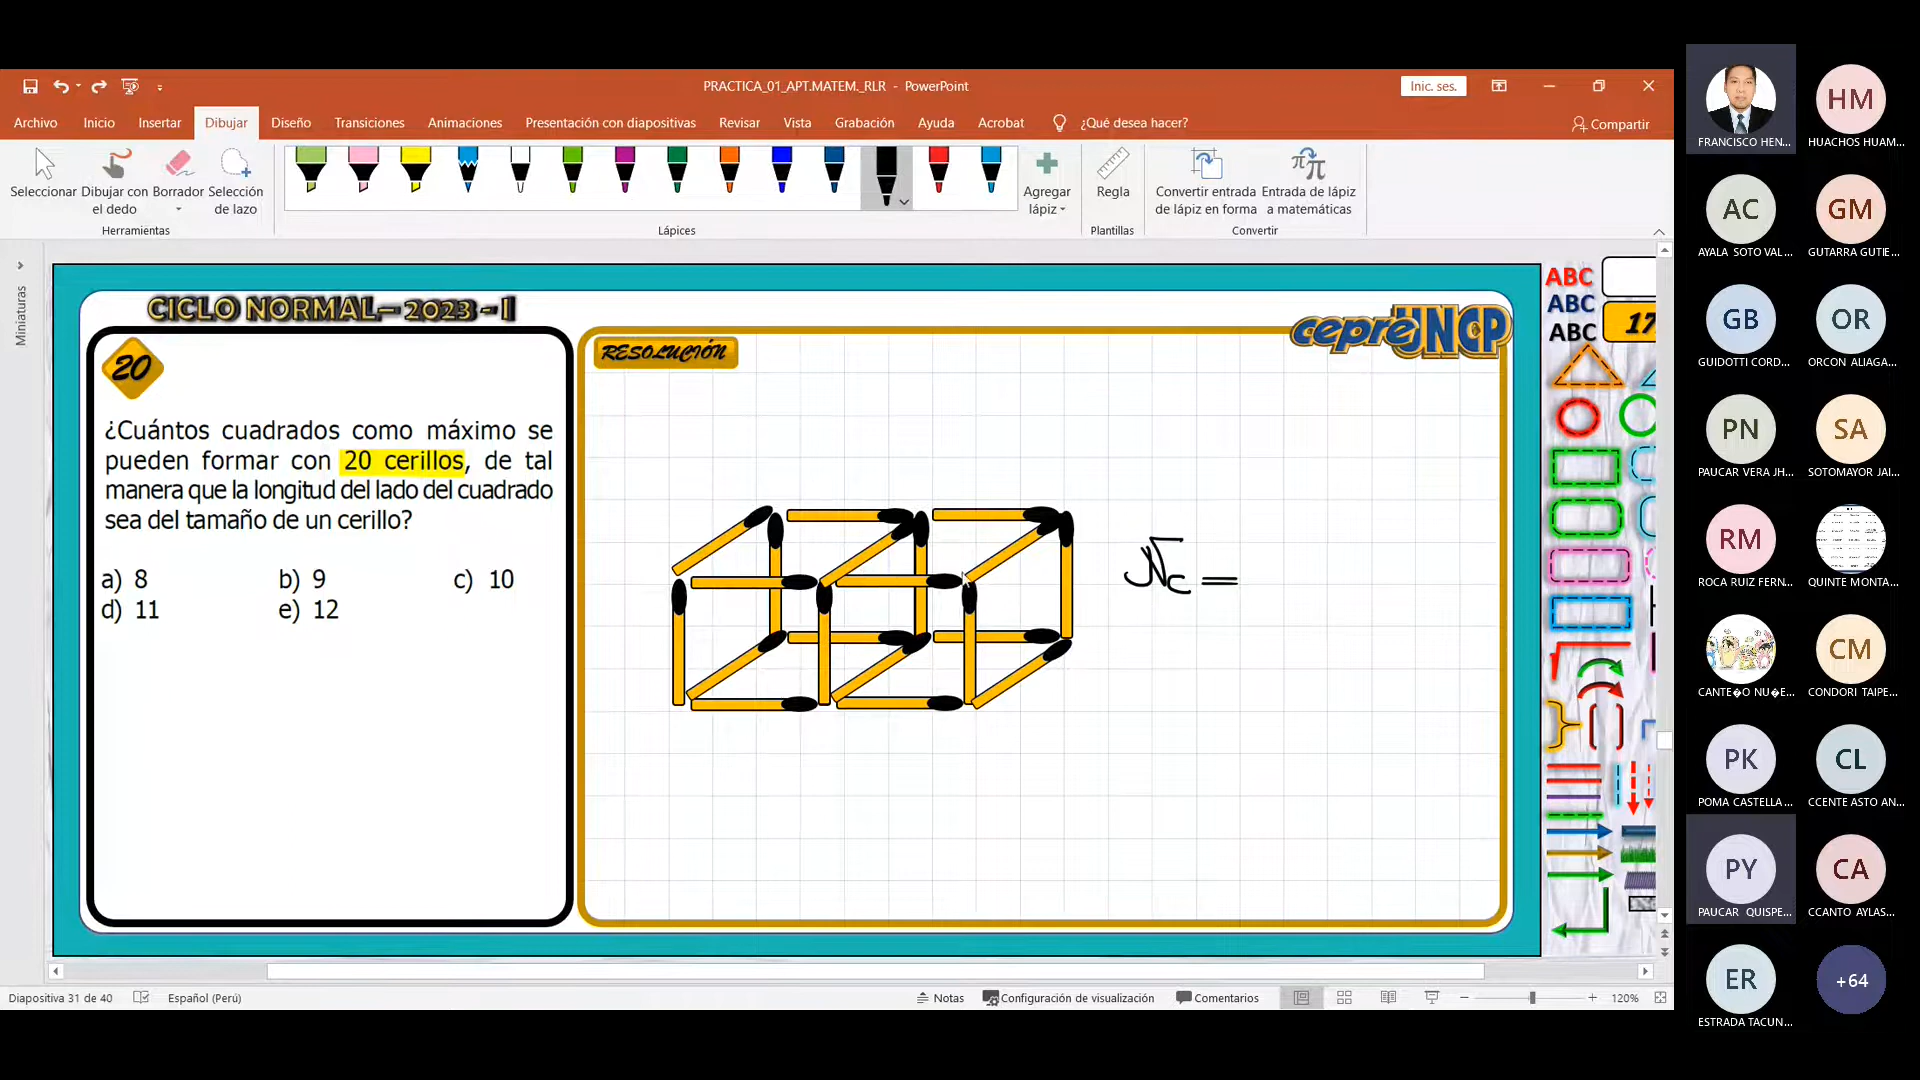 PRACTICA_01_APT.MATEM._RLR - PowerPoint
Inic. ses.
Archivo Inicio Insertar Dibujar Diseño Transiciones Animaciones Presentación con diapositivas Revisar Vista Grabación Ayuda Acrobat ¿Qué desea hacer? Compartir
Seleccionar Dibujar con el dedo Borrador Selección de lazo
Agregar lápiz Regla Convertir entrada de lápiz en forma Entrada de lápiz a matemáticas
Herramientas Lápices Plantillas Convertir
Miniaturas
CICLO NORMAL – 2023 - I
cepreUNCP
20
RESOLUCIÓN
¿Cuántos cuadrados como máximo se
pueden formar con 20 cerillos, de tal
manera que la longitud del lado del cuadrado
sea del tamaño de un cerillo?
a) 8 b) 9 c) 10
d) 11 e) 12
Nc =
ABC
ABC
ABC
17
Diapositiva 31 de 40 Español (Perú) Notas Configuración de visualización Comentarios 120%
FRANCISCO HEN...
HM
HUACHOS HUAM...
AC
AYALA SOTO VAL...
GM
GUTARRA GUTIE...
GB
GUIDOTTI CORD...
OR
ORCON ALIAGA...
PN
PAUCAR VERA JH...
SA
SOTOMAYOR JAI...
RM
ROCA RUIZ FERN...
QUINTE MONTA...
CANTE�O NU�E...
CM
CONDORI TAIPE...
PK
POMA CASTELLA...
CL
CCENTE ASTO AN...
PY
PAUCAR QUISPE...
CA
CCANTO AYLAS...
ER
ESTRADA TACUN...
+64